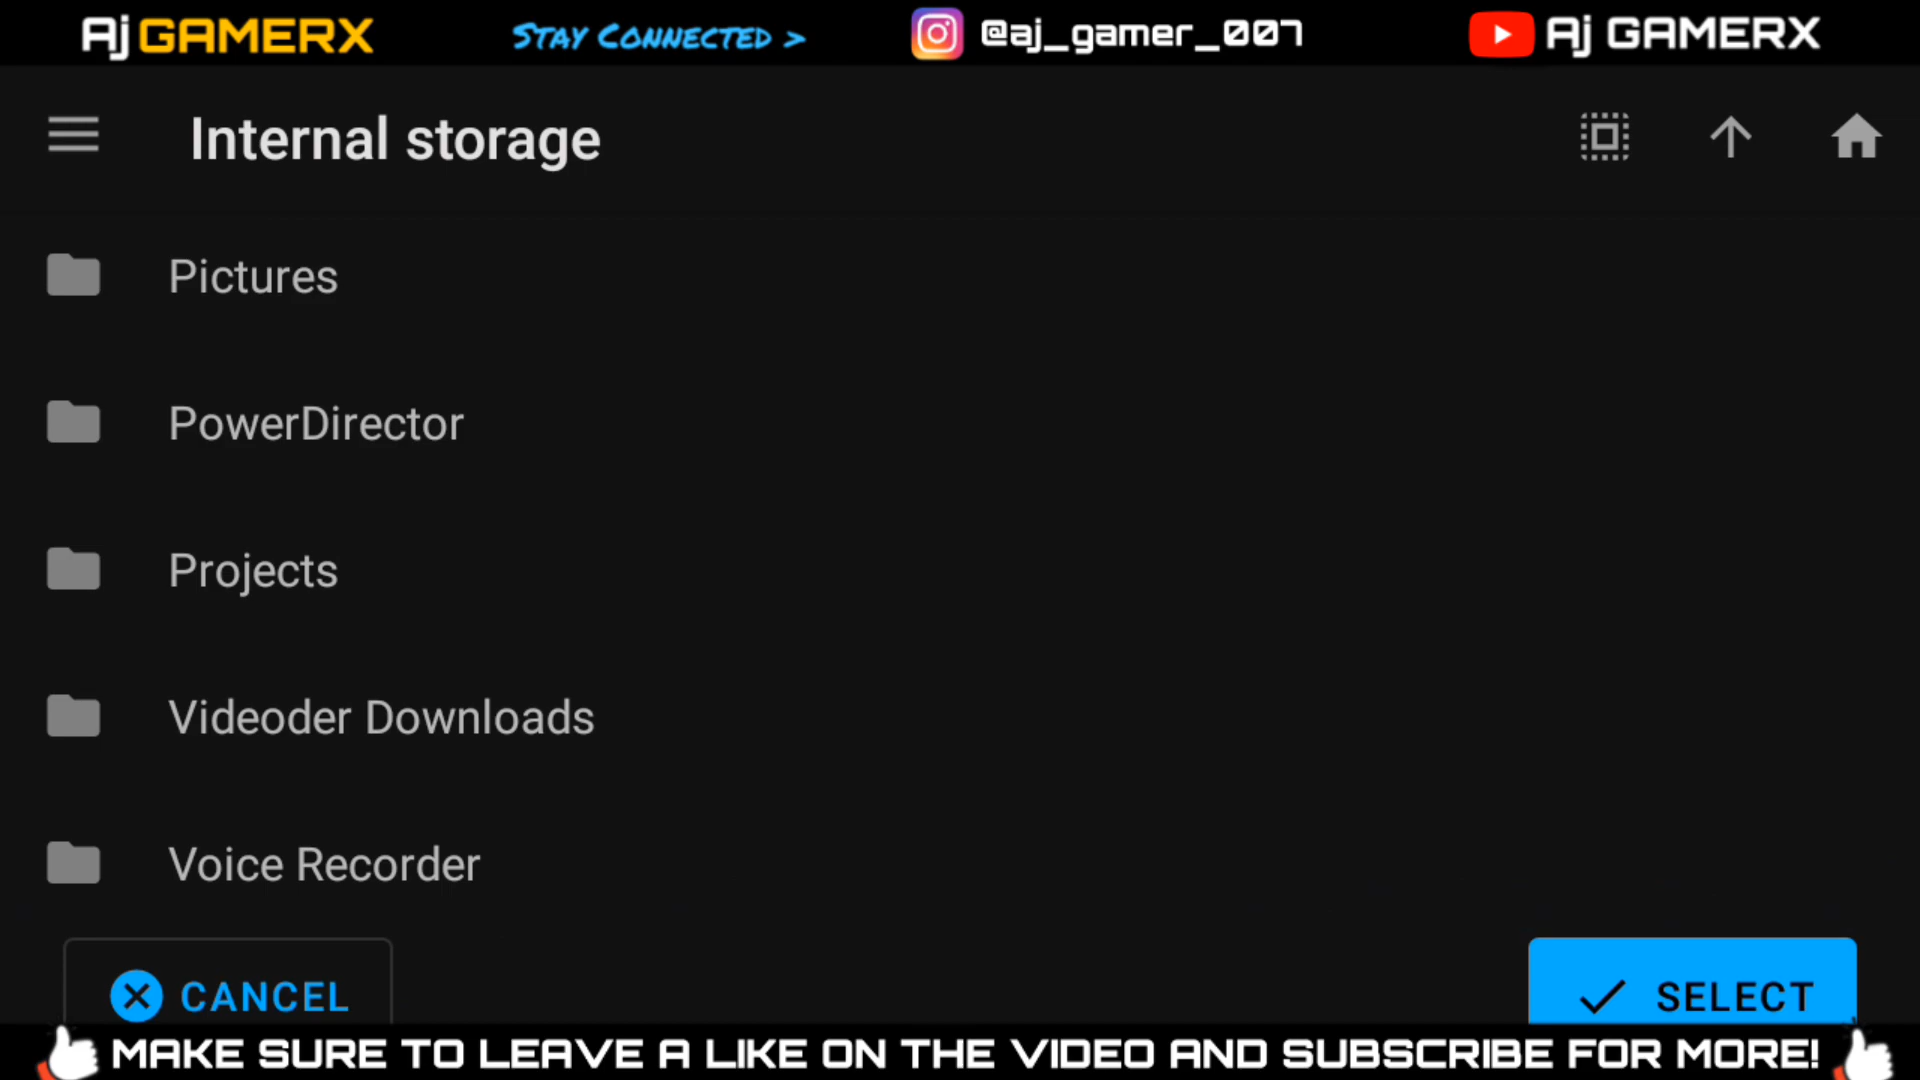 Aj GAMERX STAY CONNECTED > @aj_gamer_007 Aj GAMERX
Internal storage
Pictures
PowerDirector
Projects
Videoder Downloads
Voice Recorder
CANCEL SELECT
MAKE SURE TO LEAVE A LIKE ON THE VIDEO AND SUBSCRIBE FOR MORE!